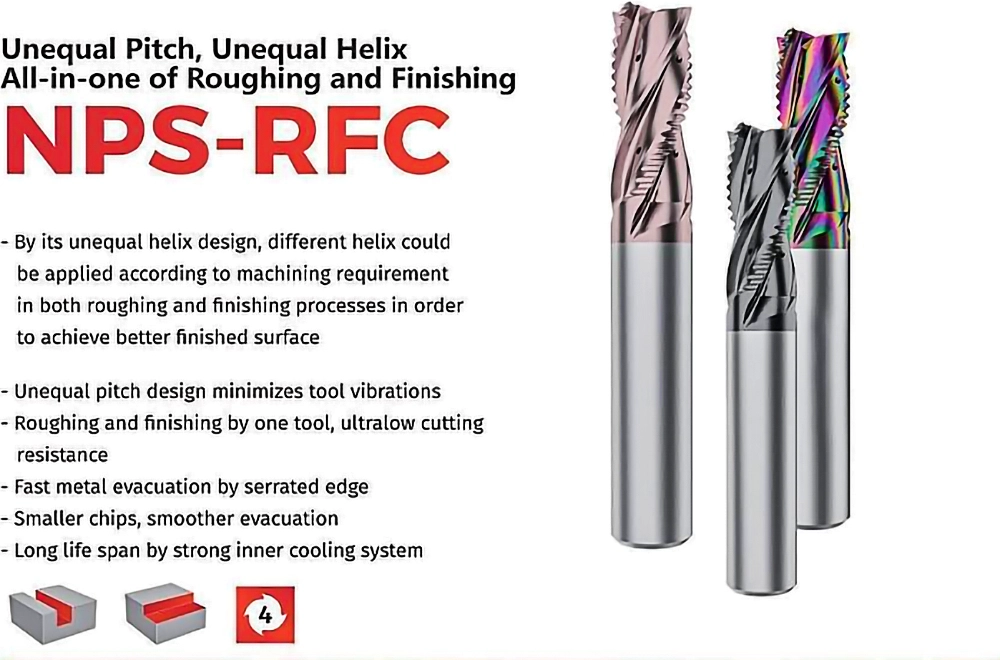 Unequal Pitch, Unequal Helix
All-in-one of Roughing and Finishing
NPS-RFC
- By its unequal helix design, different helix could
be applied according to machining requirement
in both roughing and finishing processes in order
to achieve better finished surface
- Unequal pitch design minimizes tool vibrations
- Roughing and finishing by one tool, ultralow cutting
resistance
- Fast metal evacuation by serrated edge
- Smaller chips, smoother evacuation
- Long life span by strong inner cooling system
4